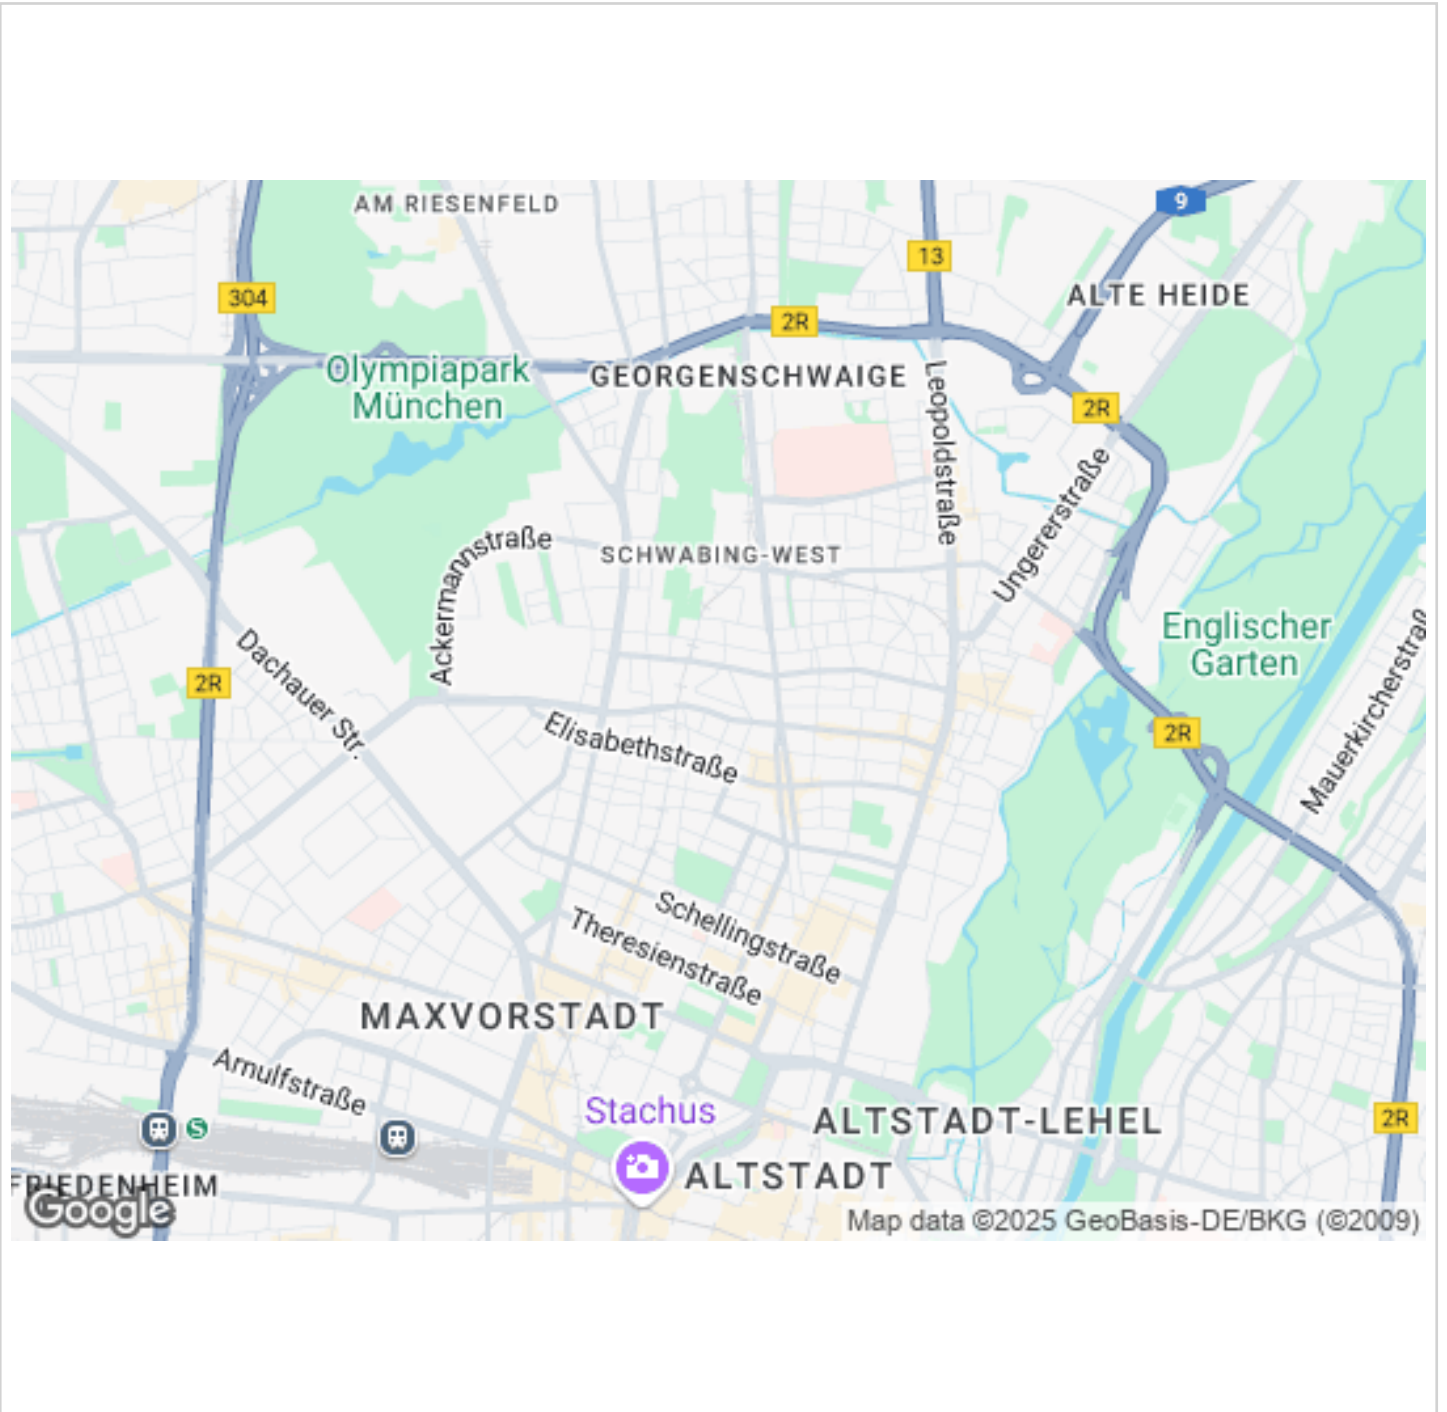 AM RIESENFELD
9
13
304
ALTE HEIDE
2R
Olympiapark
München
GEORGENSCHWAIGE
Leopoldstraße
2R
Ungererstraße
Ackermannstraße
SCHWABING-WEST
Englischer
Garten
Dachauer Str.
2R
Elisabethstraße
2R
Mauerkircherstraß
Schellingstraße
Theresienstraße
MAXVORSTADT
Arnulfstraße
Stachus
ALTSTADT-LEHEL
2R
S
ALTSTADT
FRIEDENHEIM
Google
Map data ©2025 GeoBasis-DE/BKG (©2009)